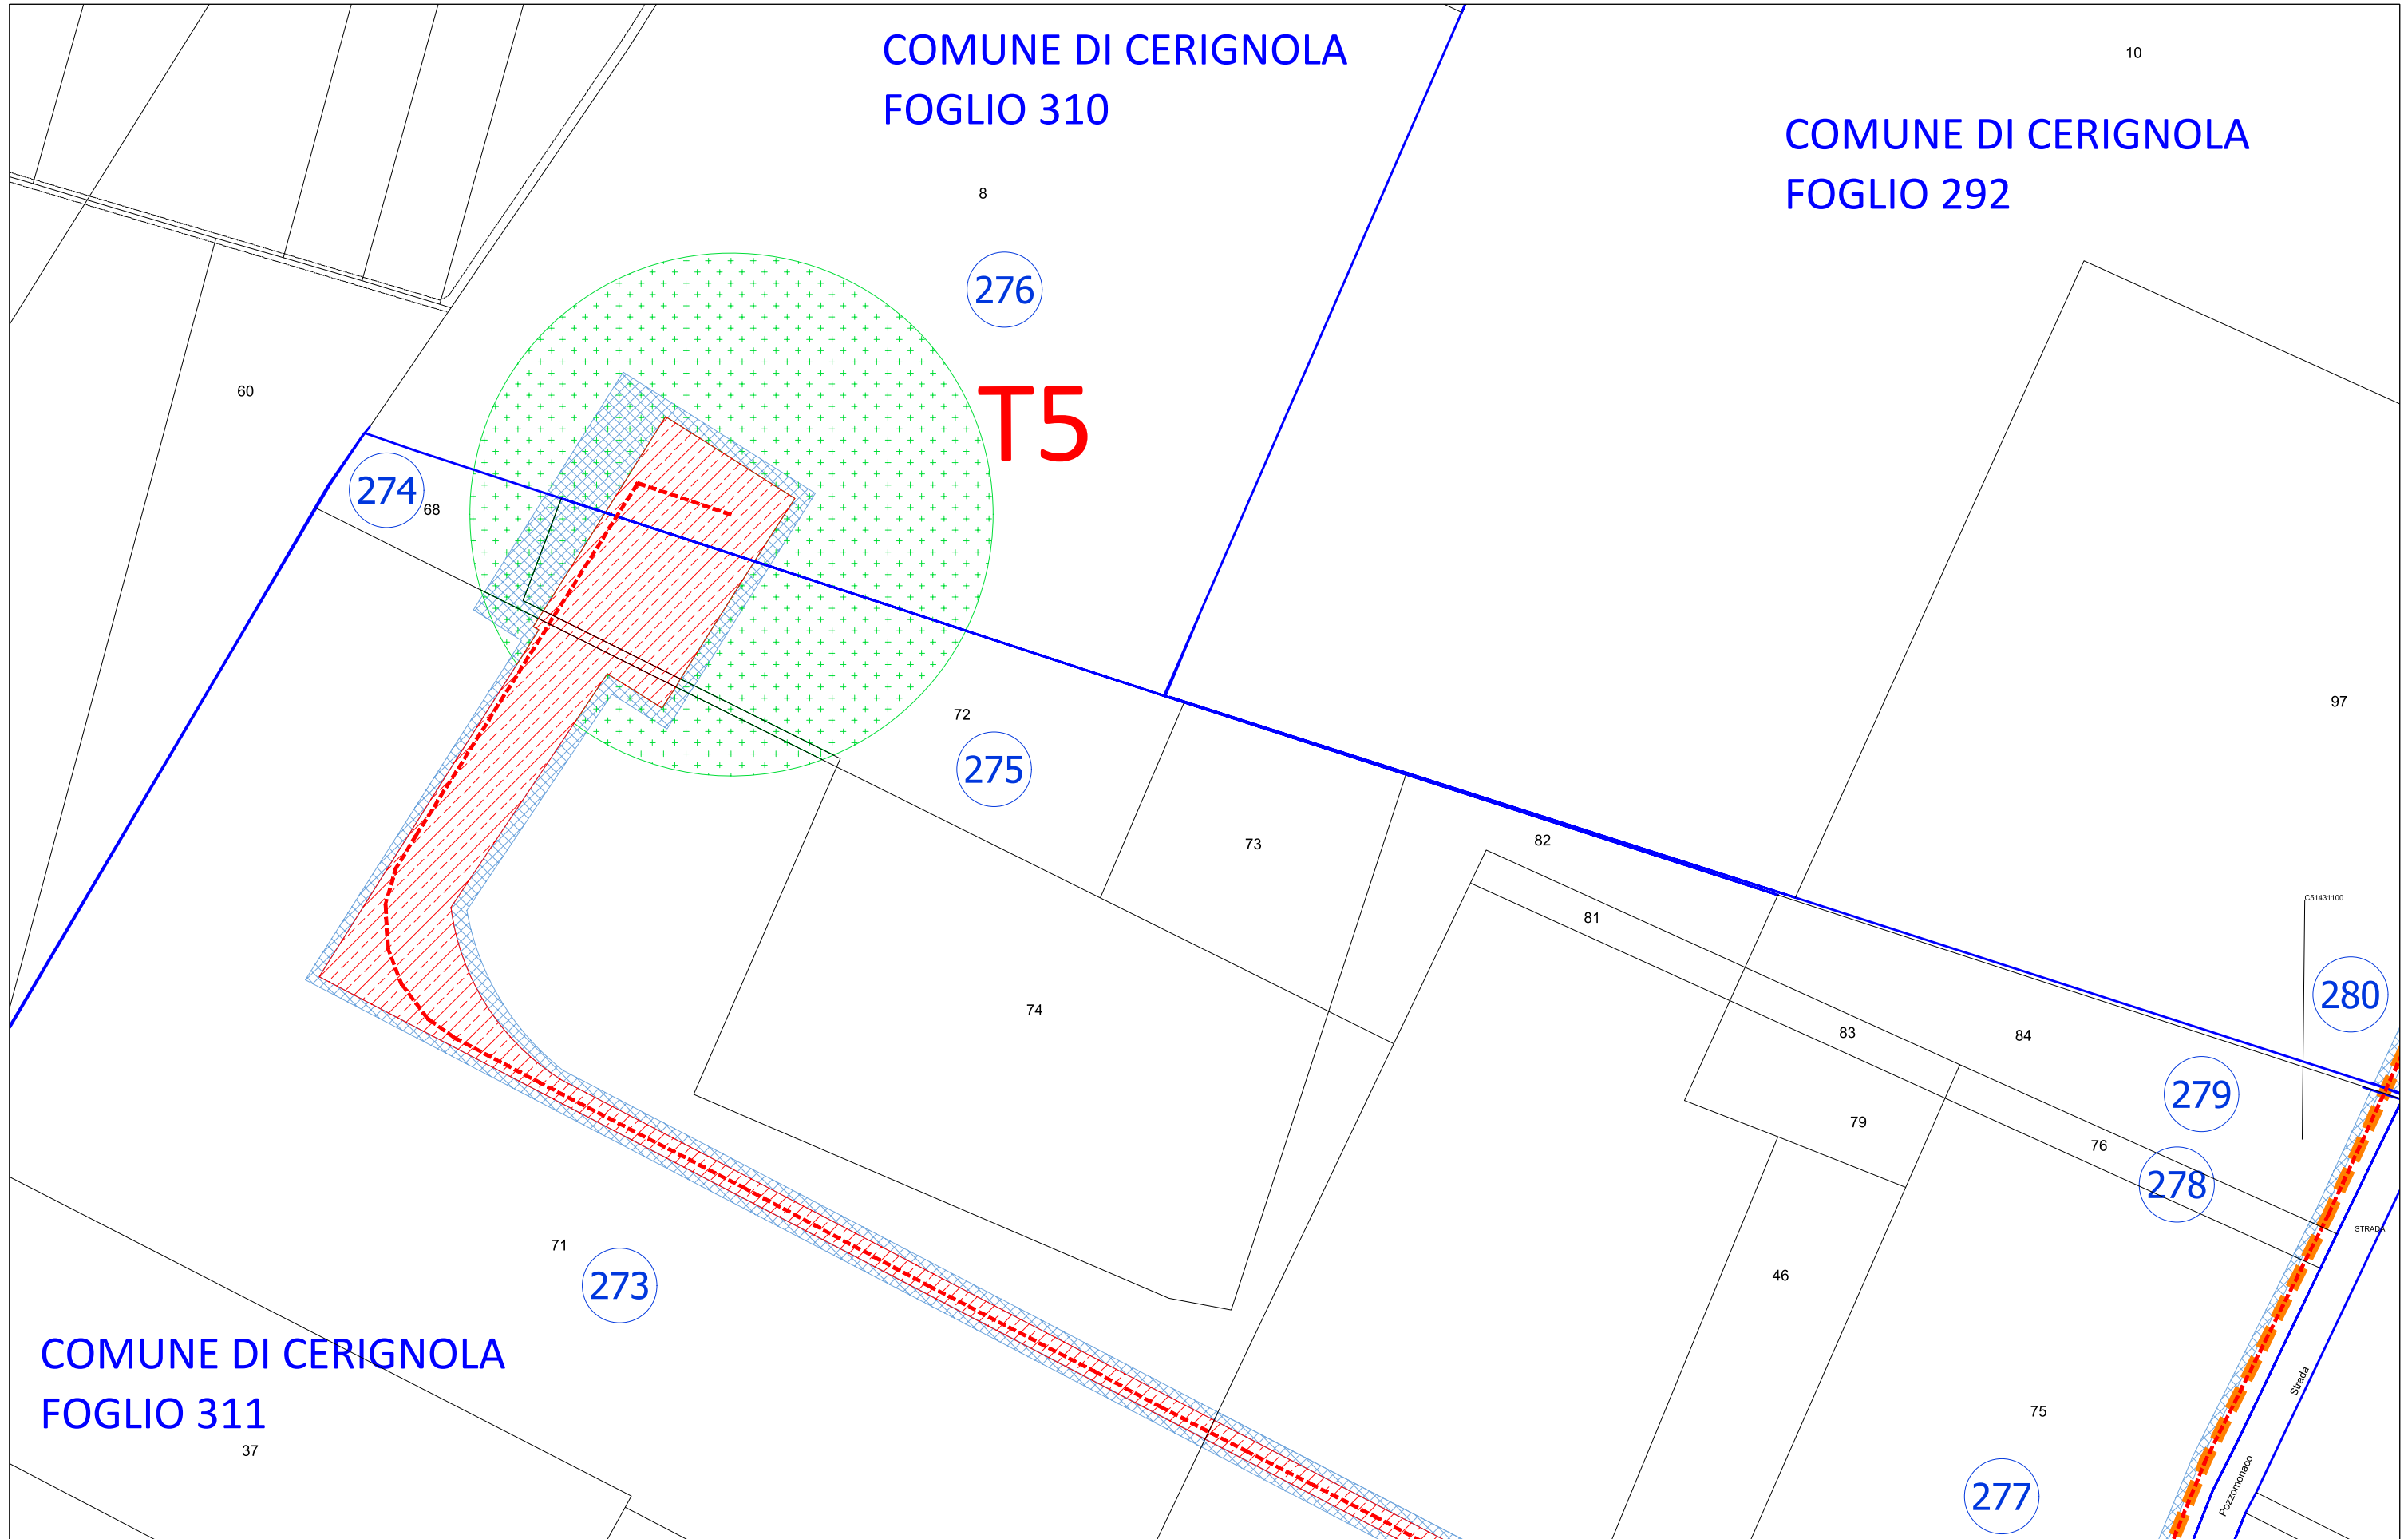 COMUNE DI CERIGNOLA
FOGLIO 310
10
COMUNE DI CERIGNOLA
FOGLIO 292
8
276
T5
60
274
68
97
72
275
73
82
81
C51431100
280
74
83
84
279
79
76
278
STRADA
71
273
46
COMUNE DI CERIGNOLA
FOGLIO 311
Strada
75
37
Pozzomonaco
277